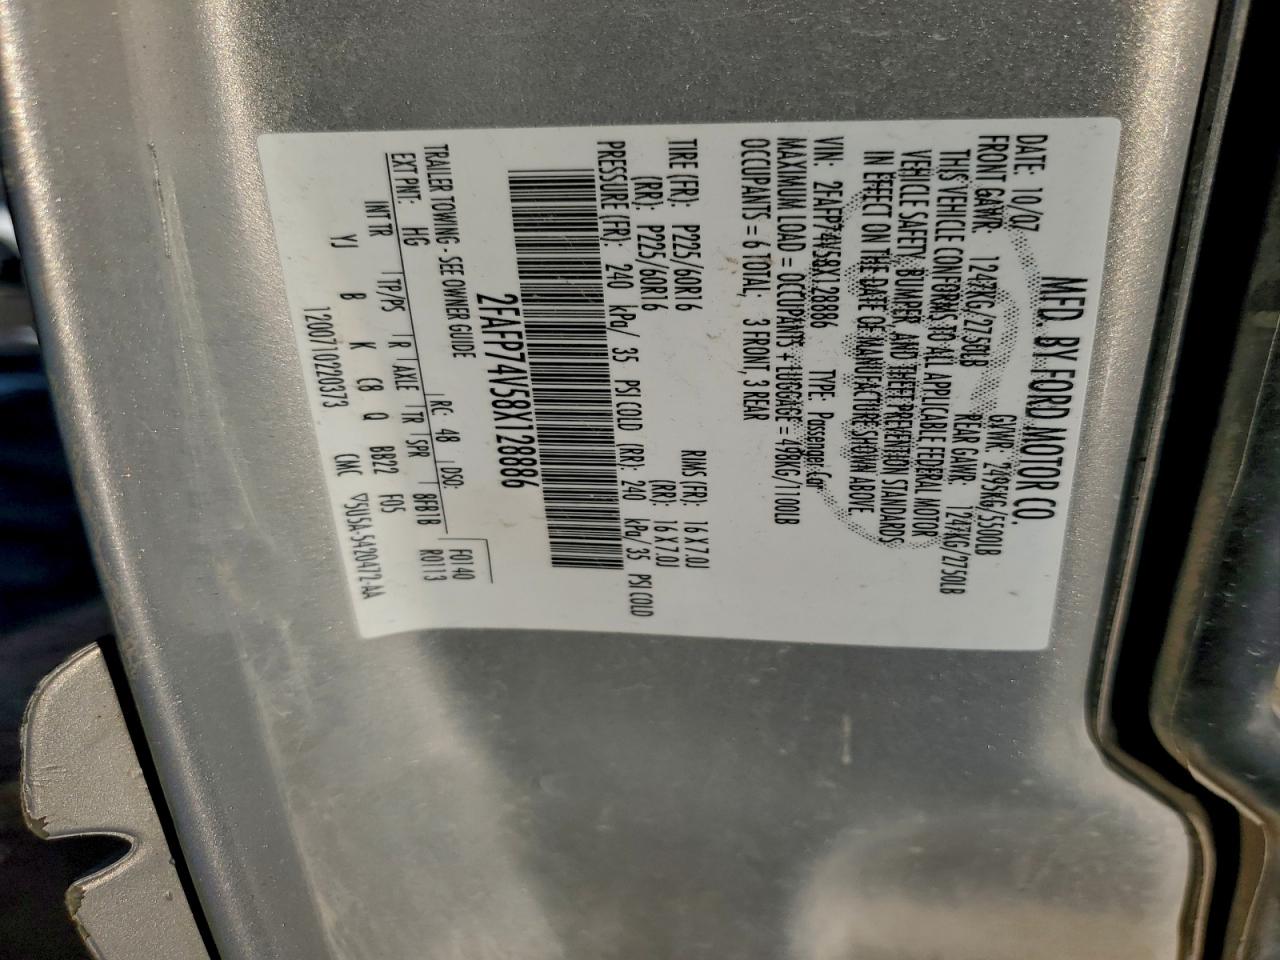 MFD. BY FORD MOTOR CO.
DATE: 10/07 GVWR: 2495KG/5500LB
FRONT GAWR: 1247KG/2750LB REAR GAWR: 1247KG/2750LB
THIS VEHICLE CONFORMS TO ALL APPLICABLE FEDERAL MOTOR
VEHICLE SAFETY, BUMPER, AND THEFT PREVENTION STANDARDS
IN EFFECT ON THE DATE OF MANUFACTURE SHOWN ABOVE.
VIN: 2FAFP74V58X128886 TYPE: Passenger Car
MAXIMUM LOAD = OCCUPANTS + LUGGAGE = 498KG/1100LB
OCCUPANTS = 6 TOTAL, 3 FRONT, 3 REAR
TIRE (FR): P225/60R16 RIMS (FR): 16 X 7.0J
(RR): P225/60R16 (RR): 16 X 7.0J
PRESSURE (FR): 240 kPa/ 35 PSI COLD (RR): 240 kPa/ 35 PSI COLD
2FAFP74V58X128886
TRAILER TOWING - SEE OWNER GUIDE
EXT PNT: HG RC: 48 DSO: F0140
INT TR TP/PS R AXLE TR SPR 8B1B R0113
YJ B K C8 Q BB22 F05
1200710220373 CMC ▽5U5A-5420472-AA